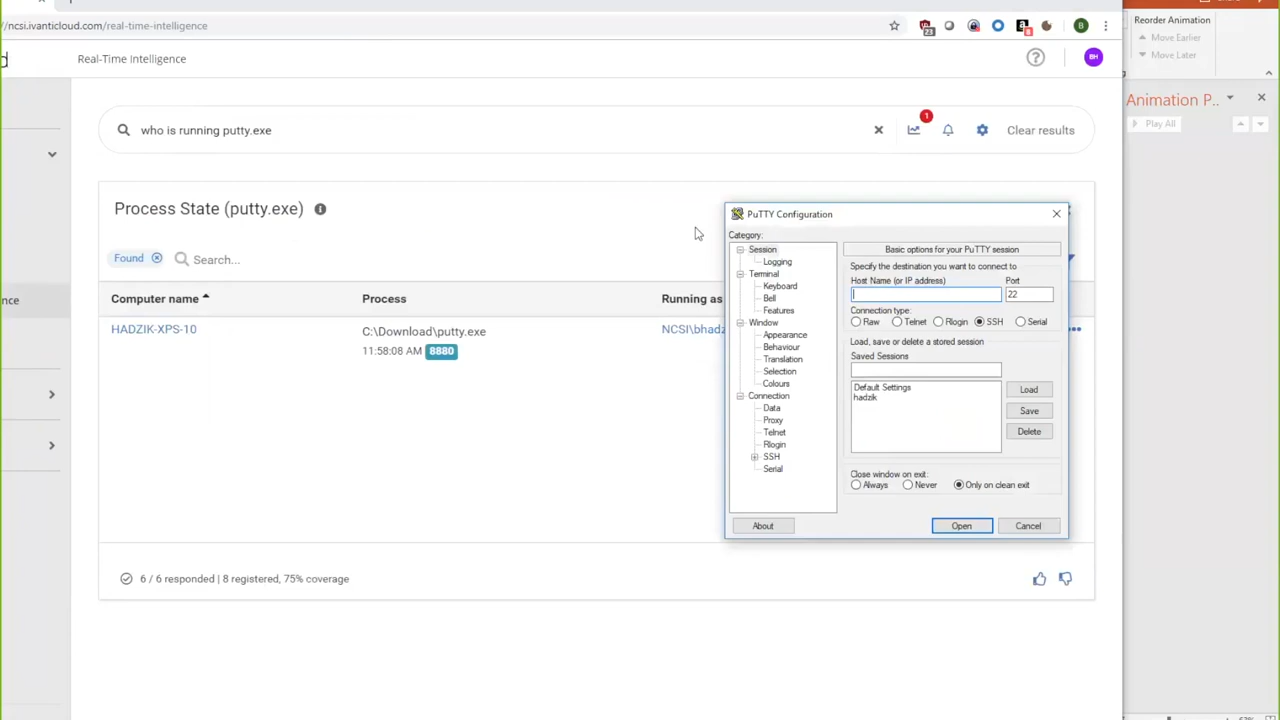 //ncsi.ivanticloud.com/real-time-intelligence
23
8
B
Real-Time Intelligence
BH
who is running putty.exe
1
Clear results
Process State (putty.exe)
Found
Search...
Computer name
Process
Running as
HADZIK-XPS-10
C:\Download\putty.exe
NCSI\bhadz
11:58:08 AM 8880
6 / 6 responded | 8 registered, 75% coverage
nce
PuTTY Configuration
Category:
Session
Logging
Terminal
Keyboard
Bell
Features
Window
Appearance
Behaviour
Translation
Selection
Colours
Connection
Data
Proxy
Telnet
Rlogin
SSH
Serial
Basic options for your PuTTY session
Specify the destination you want to connect to
Host Name (or IP address) Port
22
Connection type:
Raw Telnet Rlogin SSH Serial
Load, save or delete a stored session
Saved Sessions
Default Settings
hadzik
Load
Save
Delete
Close window on exit:
Always Never Only on clean exit
About Open Cancel
Reorder Animation
Move Earlier
Move Later
Animation P...
Play All